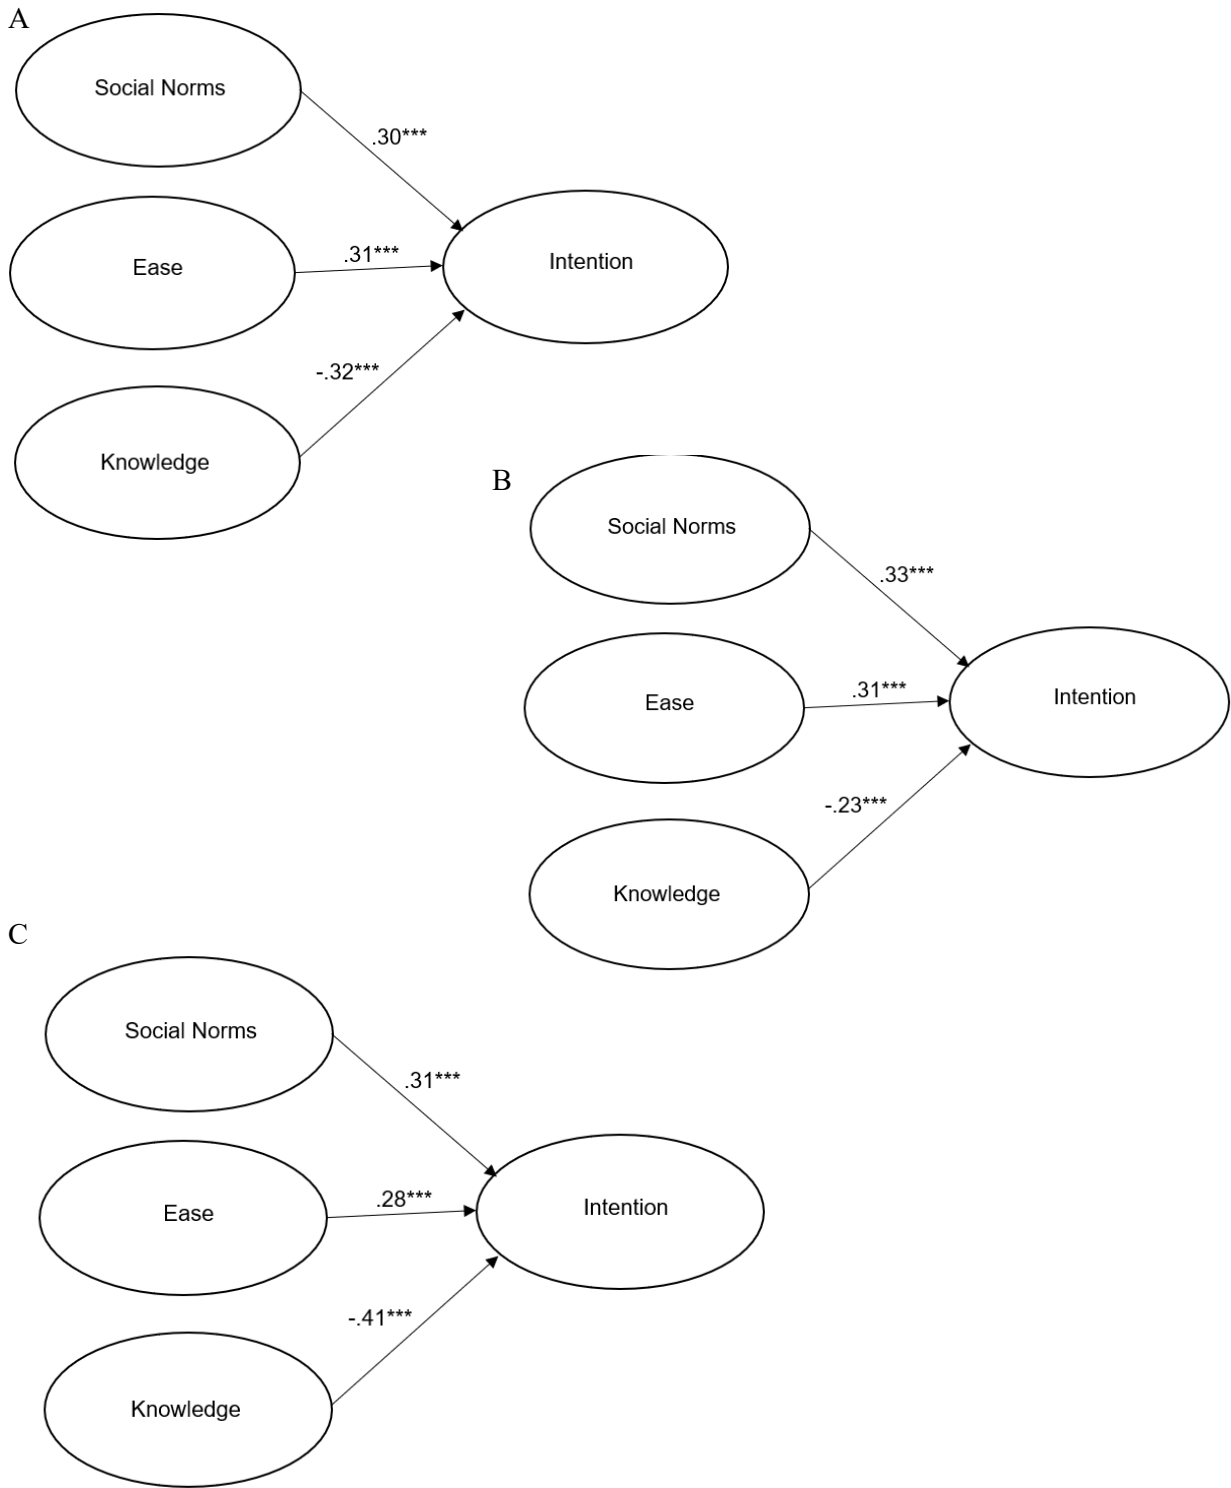 A
Social Norms
.30***
Ease
.31***
Intention
-.32***
Knowledge
B
Social Norms
.33***
Ease
.31***
Intention
-.23***
Knowledge
C
Social Norms
.31***
Ease
.28***
Intention
-.41***
Knowledge